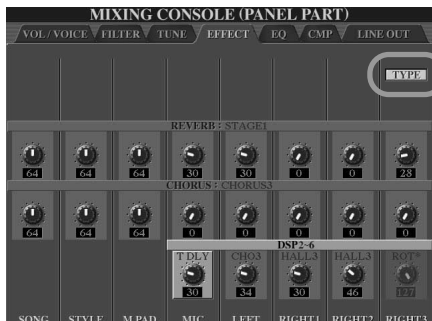 MIXING CONSOLE (PANEL PART)
VOL / VOICE FILTER TUNE EFFECT EQ CMP LINE OUT
TYPE
REVERB : STAGE1
64 64 64 30 30 0 0 28
CHORUS : CHORUS3
64 64 64 0 0 0 0 0
DSP2~6
T DLY CHO3 HALL3 HALL3 ROT*
30 34 30 46 127
SONG STYLE M.PAD MIC LEFT RIGHT1 RIGHT2 RIGHT3